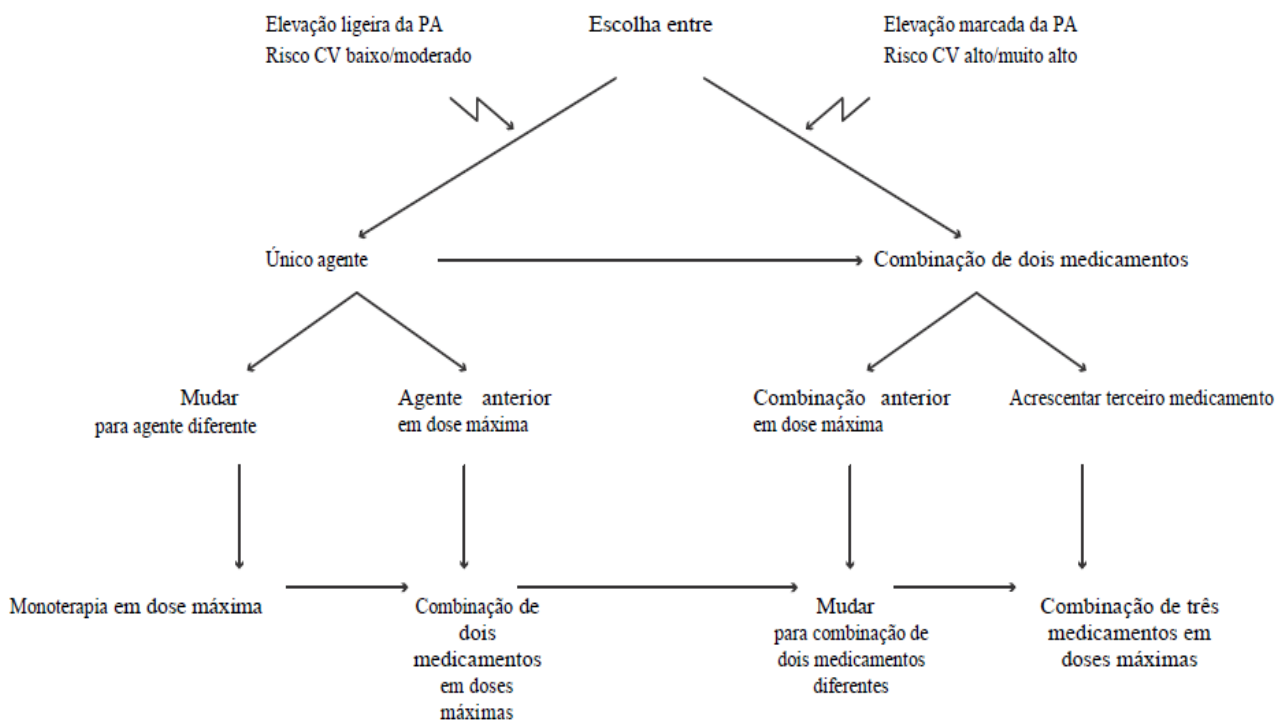 Elevação ligeira da PA
Risco CV baixo/moderado
Escolha entre
Elevação marcada da PA
Risco CV alto/muito alto
Único agente
Combinação de dois medicamentos
Mudar
para agente diferente
Agente anterior
em dose máxima
Combinação anterior
em dose máxima
Acrescentar terceiro medicamento
Monoterapia em dose máxima
Combinação de
dois
medicamentos
em doses
máximas
Mudar
para combinação de
dois medicamentos
diferentes
Combinação de três
medicamentos em
doses máximas